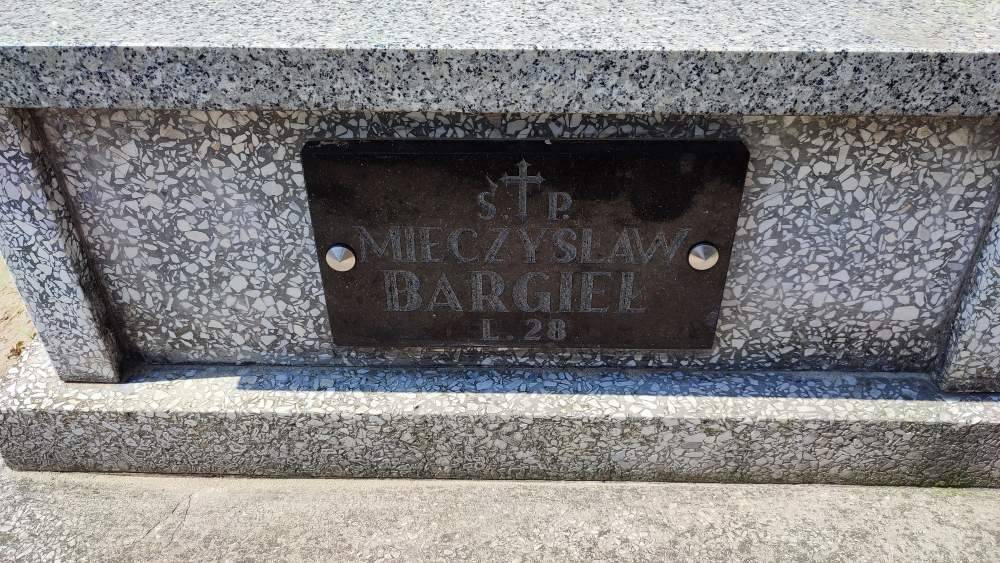 Ś. P.
MIECZYSŁAW
BARGIEŁ
L. 28